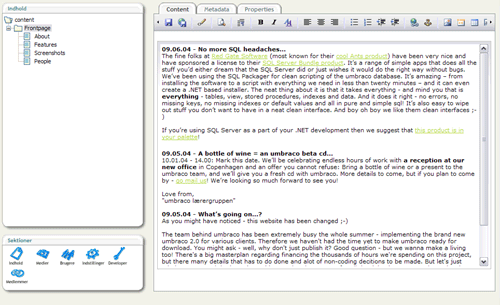 Indhold
content
Frontpage
About
Features
Screenshots
People
Sektioner
Indhold
Medier
Brugere
Indstillinger
Developer
Medlemmer
Content
Metadata
Properties
09.06.04 - No more SQL headaches...
The fine folks at Red Gate Software (most known for their cool Ants product) have been very nice and
have sponsored a license to their SQL Server Bundle product. It's a range of simple apps that does all the
stuff you'd either dream that the SQL Server did or just wishes it would do the right way without bugs.
We've been using the SQL Packager for clean scripting of the umbraco database. It's amazing – from
installing the software to a script with everything we need in less than twenty minutes – and it can even
create a .NET based installer. The neat thing about it is that it takes everything - and mind you that is
everything - tables, view, stored procedures, indexes and data. And it does it right - no errors, no
missing keys, no missing indexes or default values and all in pure and simple sql! It's also easy to wipe
out stuff you don't want to have in a neat clean interface. And boy oh boy we like them clean interfaces ;-
)
If you're using SQL Server as a part of your .NET development then we suggest that this product is in
your palette!
09.05.04 - A bottle of wine = an umbraco beta cd...
10.01.04 - 14.00: Mark this date. We'll be celebrating endless hours of work with a reception at our
new office in Copenhagen and an offer you cannot refuse: Bring a bottle of wine or a present to the
umbraco team, and we'll give you a fresh cd with umbraco. More details to come, but if you plan to come
by - go mail us! We're looking so much forward to see you!
Love from,
"umbraco lærergruppen"
09.05.04 - What's going on...?
As you might have noticed - this website has been changed ;-)
The team behind umbraco has been extremely busy the whole summer - implementing the brand new
umbraco 2.0 for various clients. Therefore we haven't had the time yet to make umbraco ready for
download. You might ask - well, why don't you just publish it? Good question - but we wanna make a living
too! There's a big masterplan regarding financing the thousands of hours we're spending on this project,
but there many details that has to do done and alot of non-coding decitions to be made. But let's just